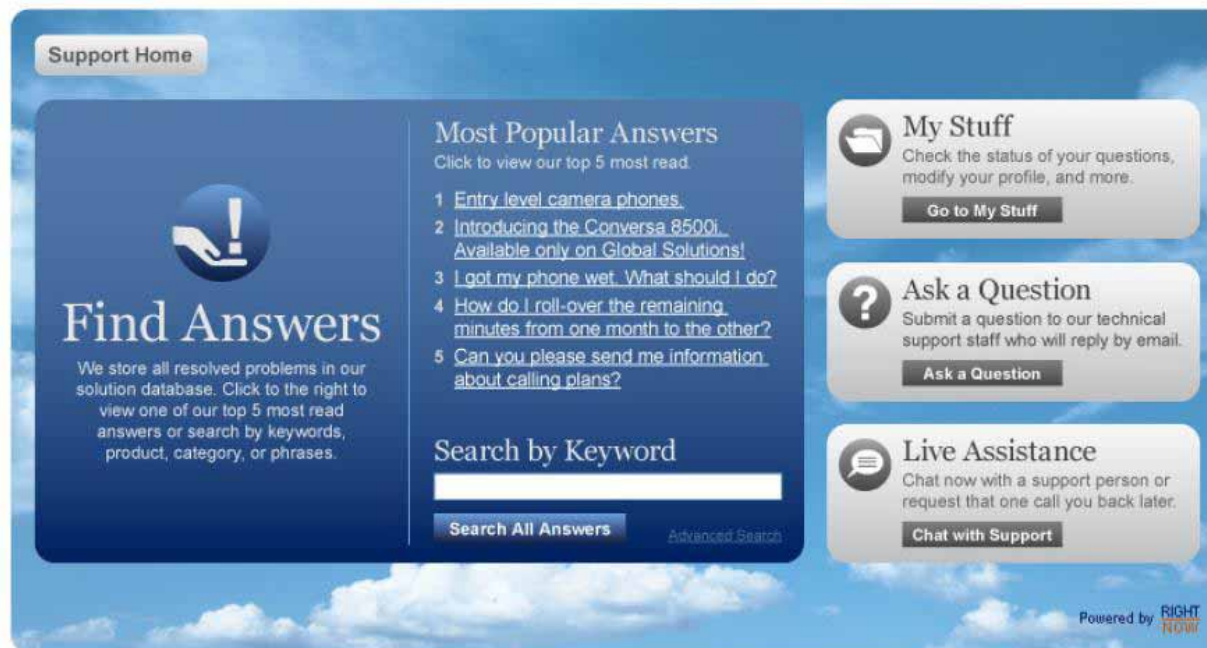 Support Home
Find Answers
We store all resolved problems in our
solution database. Click to the right to
view one of our top 5 most read
answers or search by keywords,
product, category, or phrases.
Most Popular Answers
Click to view our top 5 most read.
1 Entry level camera phones.
2 Introducing the Conversa 8500i.
Available only on Global Solutions!
3 I got my phone wet. What should I do?
4 How do I roll-over the remaining
minutes from one month to the other?
5 Can you please send me information
about calling plans?
Search by Keyword
Search All Answers
Advanced Search
My Stuff
Check the status of your questions,
modify your profile, and more.
Go to My Stuff
Ask a Question
Submit a question to our technical
support staff who will reply by email.
Ask a Question
Live Assistance
Chat now with a support person or
request that one call you back later.
Chat with Support
Powered by RIGHT
NOW